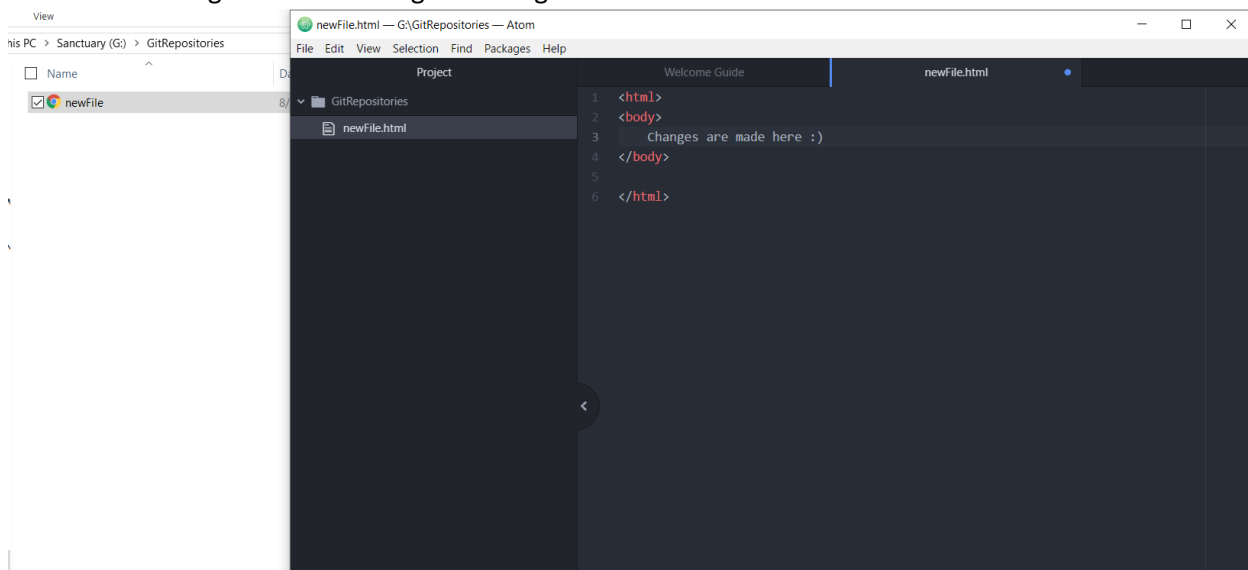 View
his PC > Sanctuary (G:) > GitRepositories
Name
Da
newFile
8/
newFile.html — G:\GitRepositories — Atom
File Edit View Selection Find Packages Help
Project
GitRepositories
newFile.html
Welcome Guide
newFile.html
1 <html>
2 <body>
3 Changes are made here :)
4 </body>
5
6 </html>